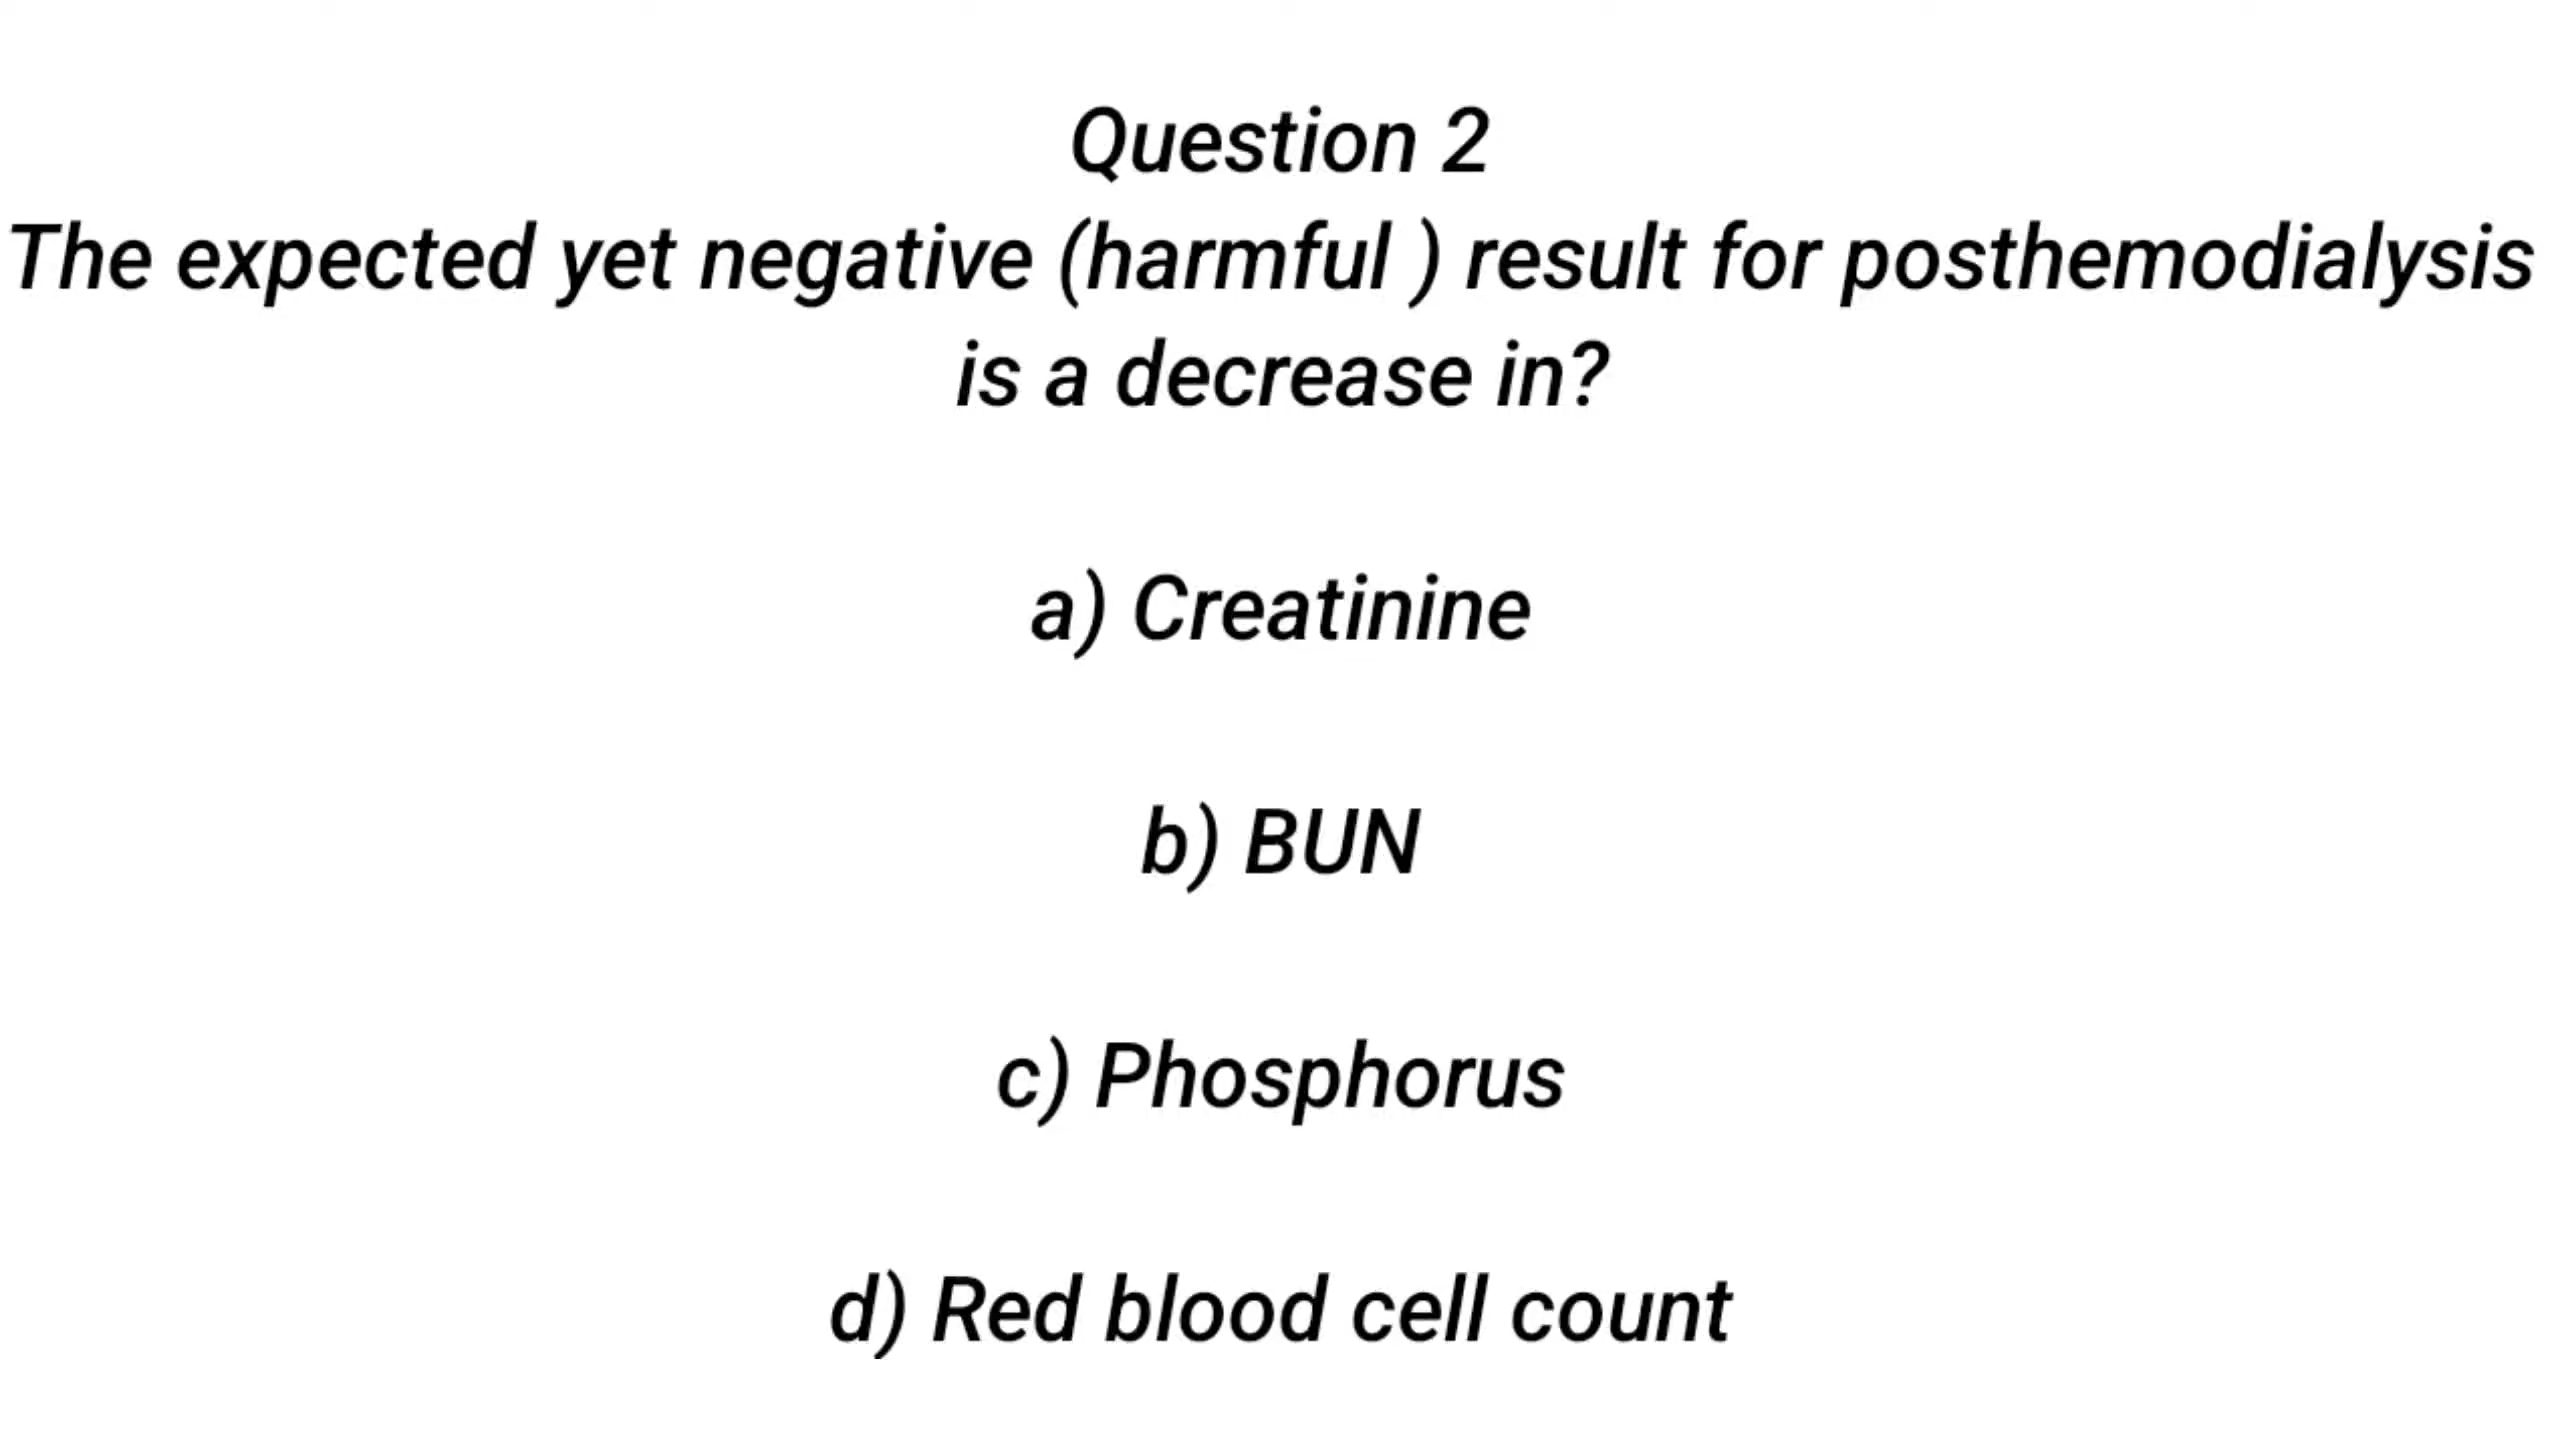 Question 2
The expected yet negative (harmful ) result for posthemodialysis
is a decrease in?
a) Creatinine
b) BUN
c) Phosphorus
d) Red blood cell count